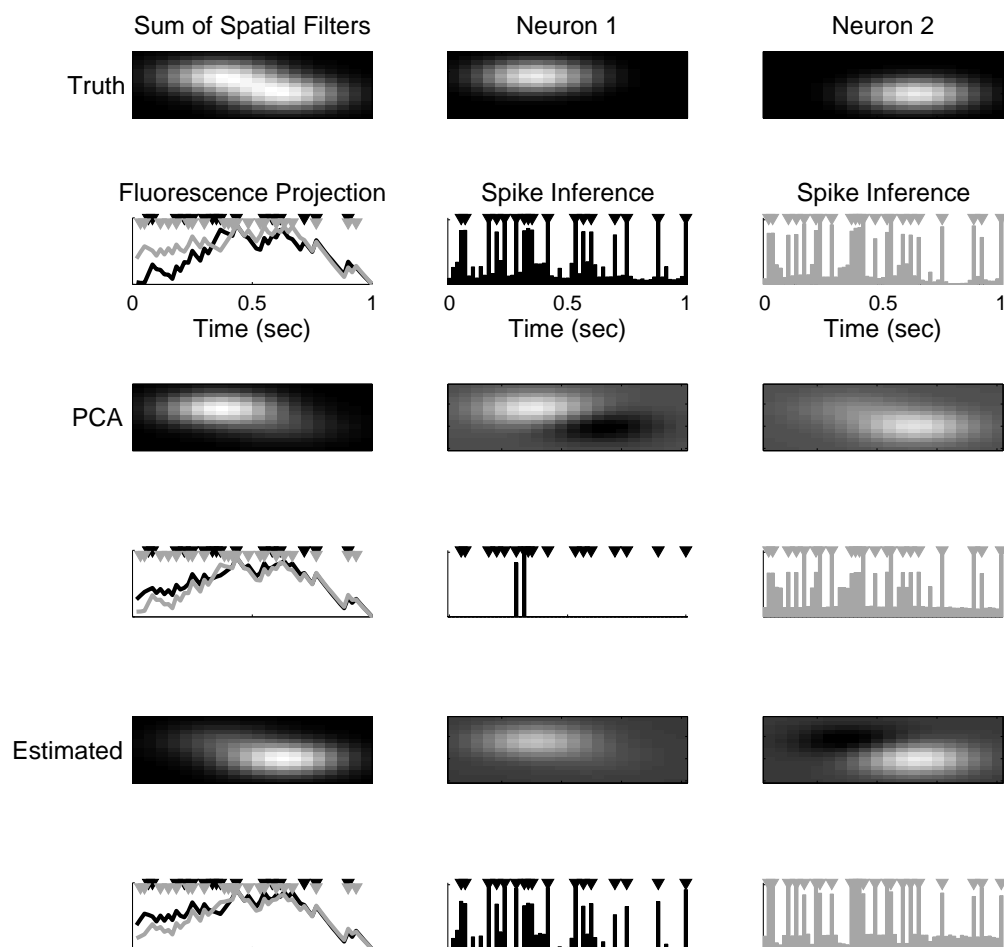 Sum of Spatial Filters
Neuron 1
Neuron 2
Truth
Fluorescence Projection
Spike Inference
Spike Inference
0 0.5 1
0 0.5 1
0 0.5 1
Time (sec)
Time (sec)
Time (sec)
PCA
Estimated